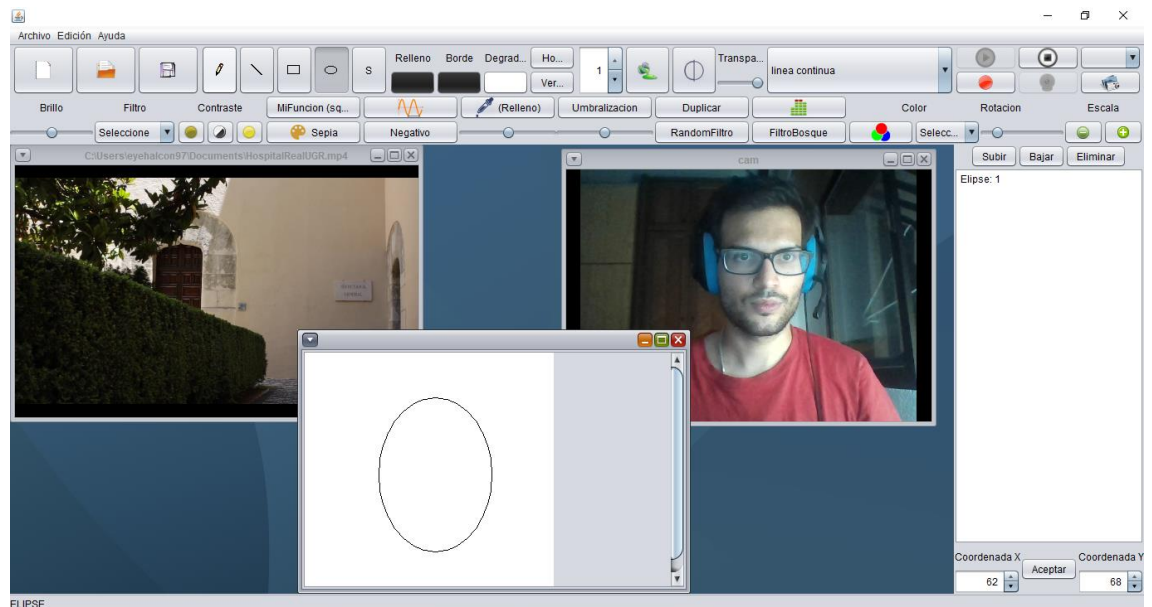 Archivo Edición Ayuda
S
Relleno Borde Degrad... Ho...
Ver...
1
Transpa...
linea continua
Brillo Filtro Contraste MiFuncion (sq... (Relleno) Umbralizacion Duplicar Color Rotacion Escala
Seleccione Sepia Negativo RandomFiltro FiltroBosque Selecc...
C:\Users\eyehalcon97\Documents\HospitalRealUGR.mp4
cam
Subir Bajar Eliminar
Elipse: 1
Coordenada X Coordenada Y
Aceptar
62 68
ELIPSE